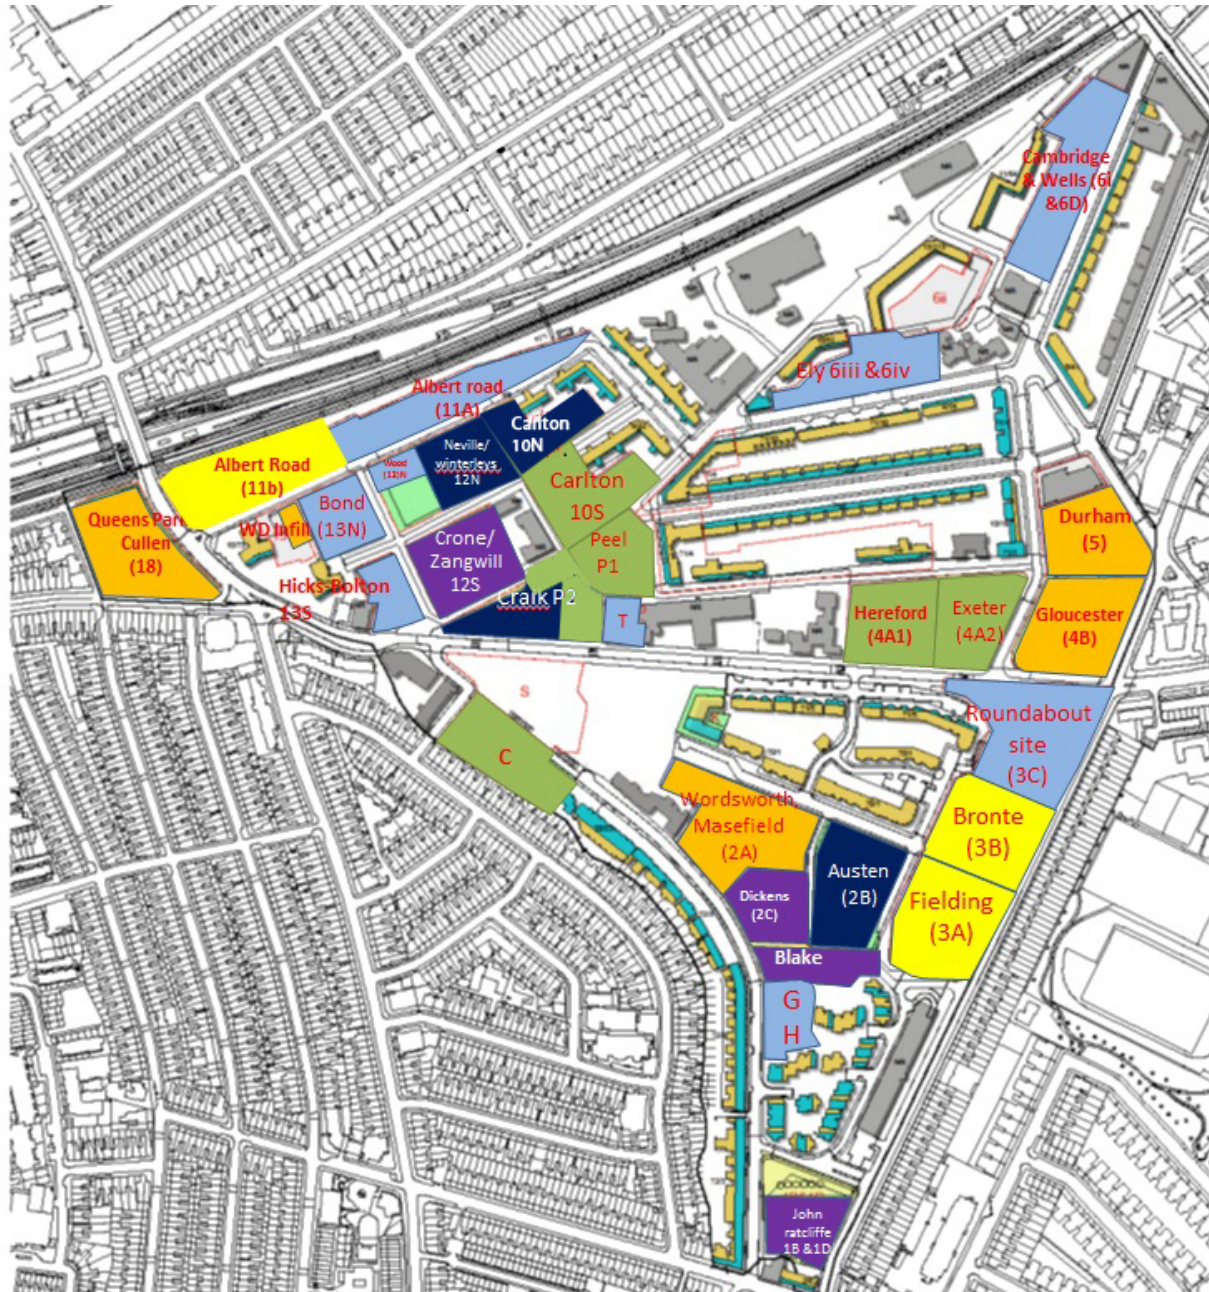 Cambridge
& Wells (6i
&6D)
6ii
Ely 6iii &6iv
Albert road
(11A)
Carlton
10N
Neville/
winterleys
12N
Wood
(12)N
Albert Road
(11b)
Carlton
10S
Queens Park
Cullen
(18)
WD Infill
Bond
(13N)
Durham
(5)
Peel
P1
Crone/
Zangwill
12S
Hicks-Bolton
13S
Craik P2
T
Hereford
(4A1)
Exeter
(4A2)
Gloucester
(4B)
S
Roundabout
site
(3C)
C
Wordsworth
Masefield
(2A)
Bronte
(3B)
Austen
(2B)
Dickens
(2C)
Fielding
(3A)
Blake
G
H
John
ratcliffe
1B &1D